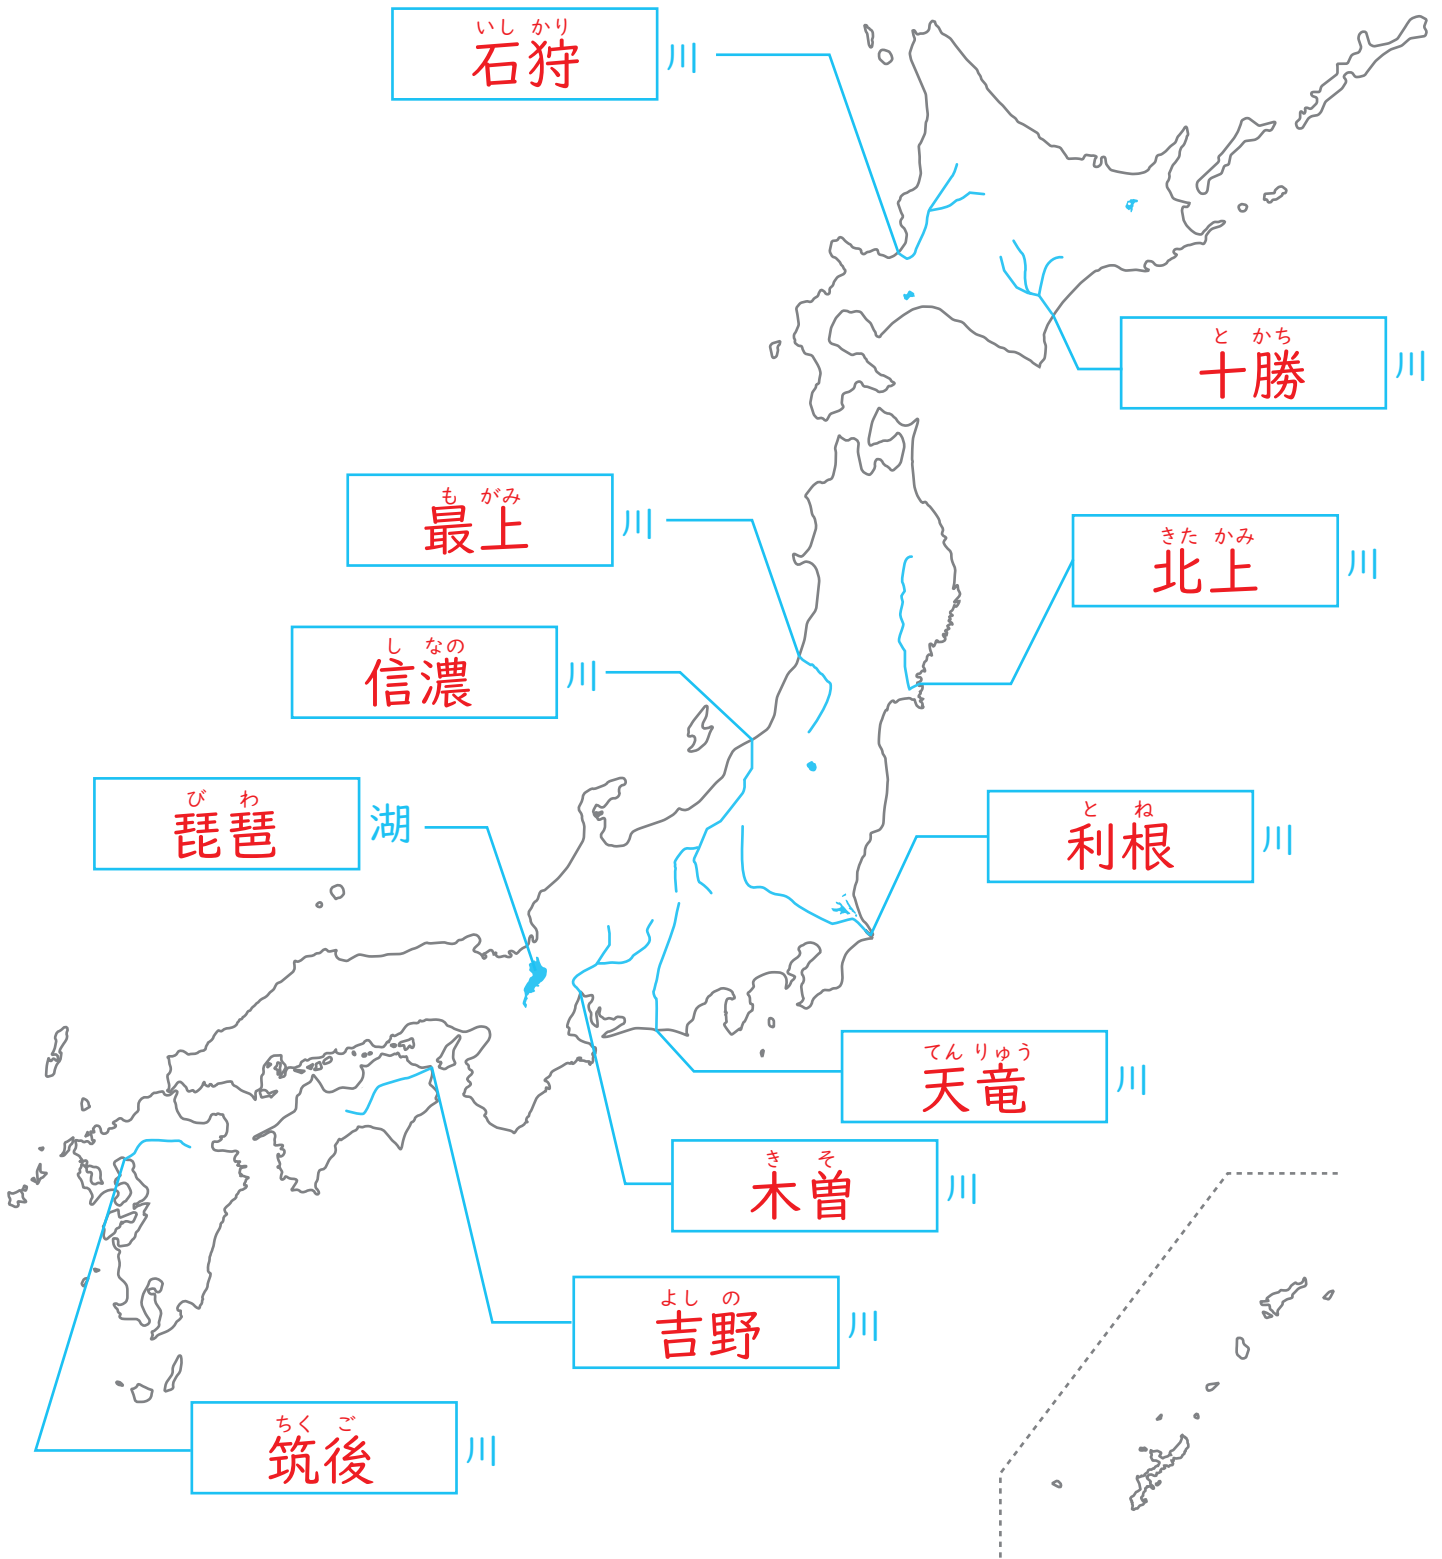 いし かり
石狩川
と かち
十勝川
も がみ
最上川
きた かみ
北上川
し なの
信濃川
び わ
琵琶湖
と ね
利根川
てん りゅう
天竜川
き そ
木曽川
よし の
吉野川
ちく ご
筑後川